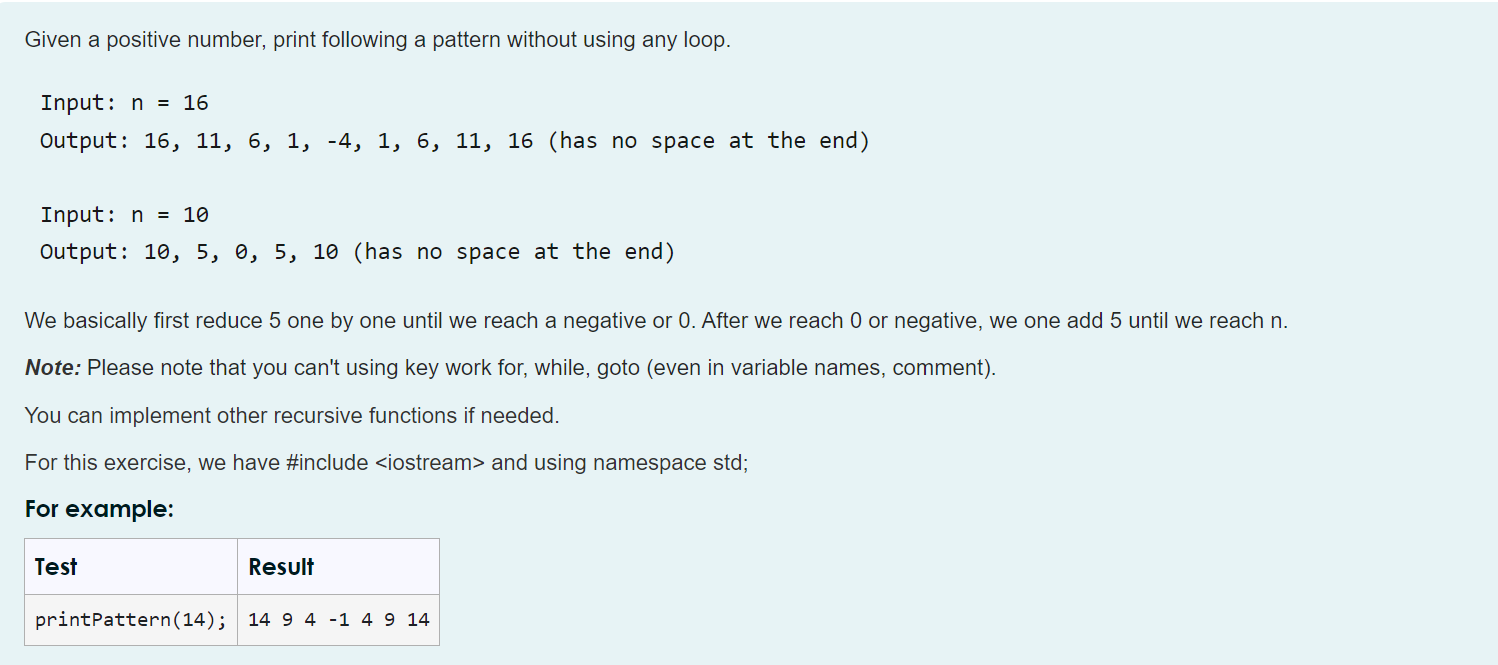 Given a positive number, print following a pattern without using any loop.
Input: n = 16
Output: 16, 11, 6, 1, -4, 1, 6, 11, 16 (has no space at the end)
Input: n = 10
Output: 10, 5, 0, 5, 10 (has no space at the end)
We basically first reduce 5 one by one until we reach a negative or 0. After we reach 0 or negative, we one add 5 until we reach n.
Note: Please note that you can't using key work for, while, goto (even in variable names, comment).
You can implement other recursive functions if needed.
For this exercise, we have #include <iostream> and using namespace std;
For example:
Test Result
printPattern(14); 14 9 4 -1 4 9 14